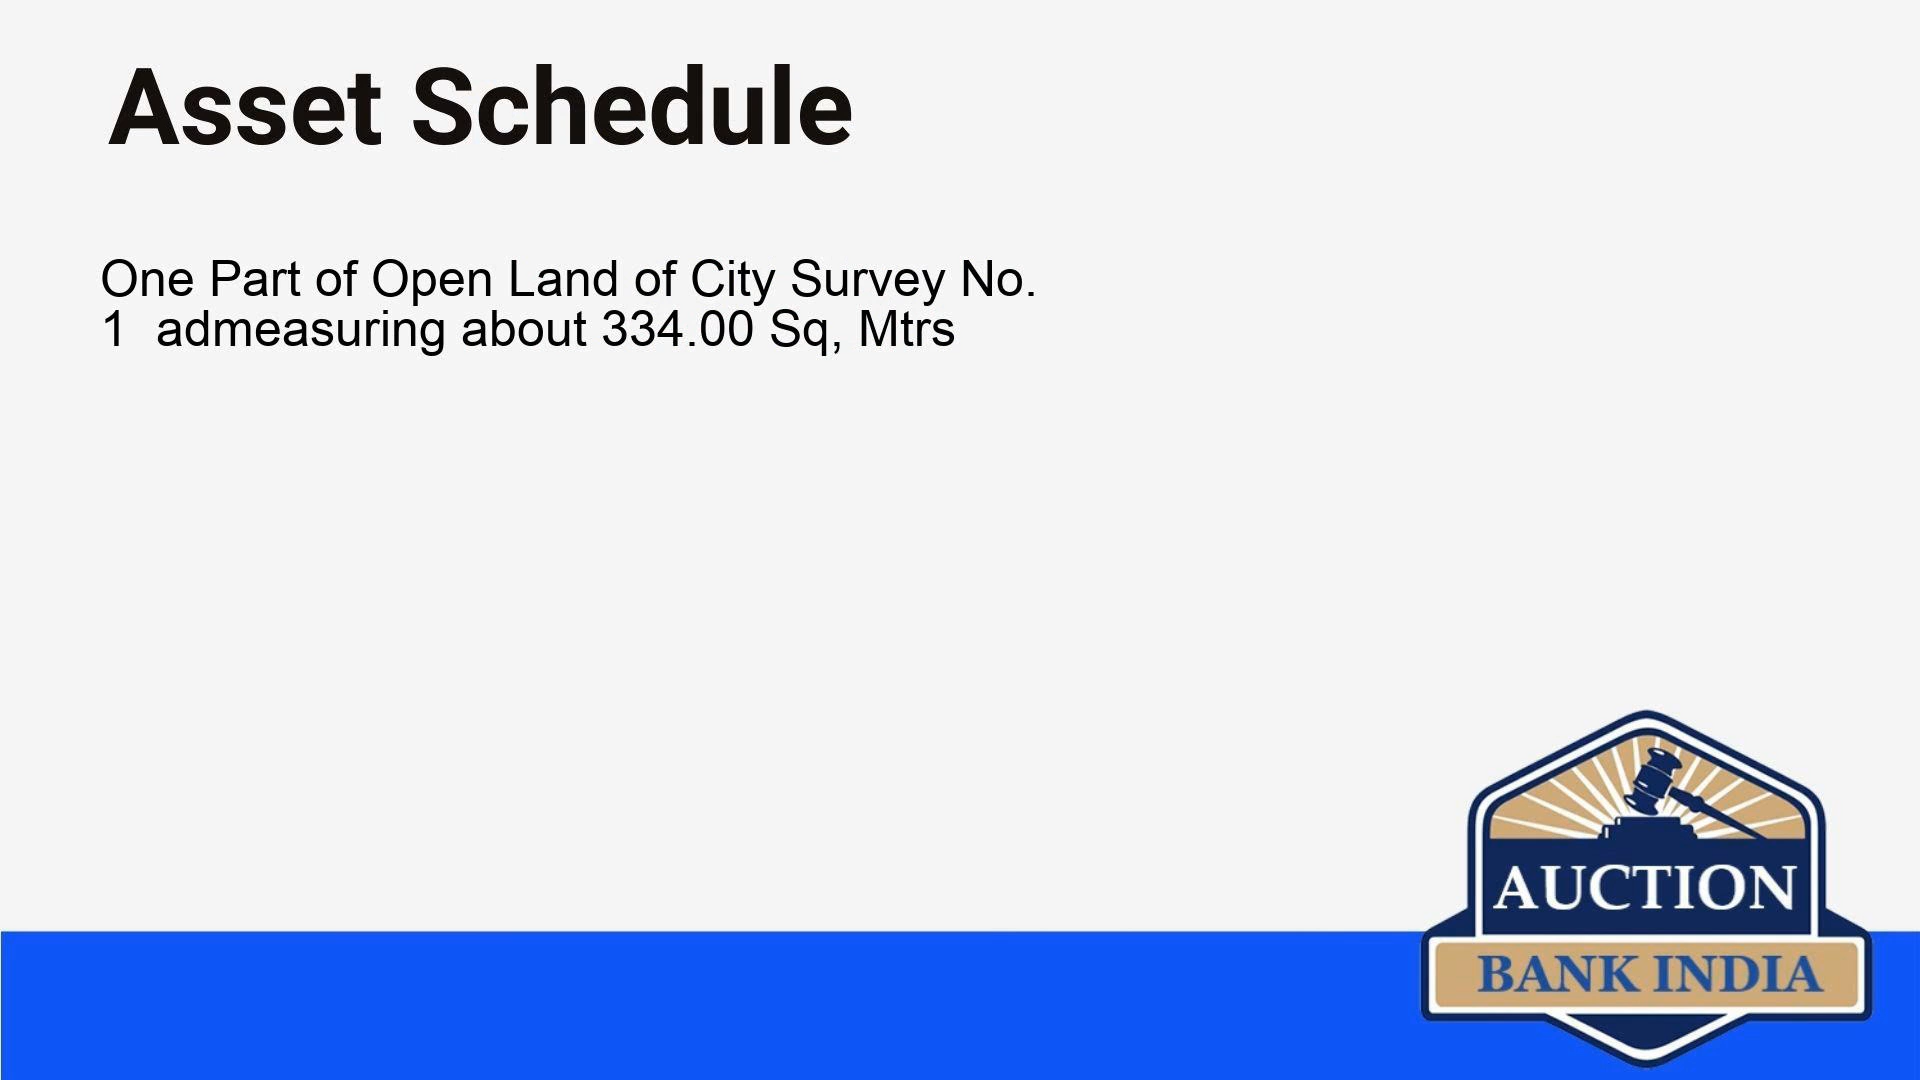 Asset Schedule
One Part of Open Land of City Survey No.
1  admeasuring about 334.00 Sq, Mtrs
AUCTION
BANK INDIA